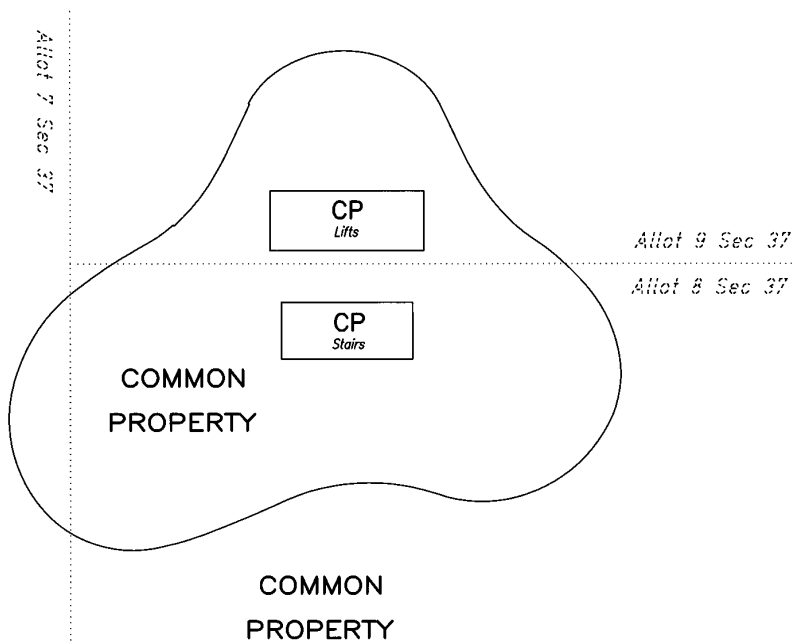 Allot 7 Sec 37
CP
Lifts
Allot 9 Sec 37
Allot 8 Sec 37
CP
Stairs
COMMON
PROPERTY
COMMON
PROPERTY